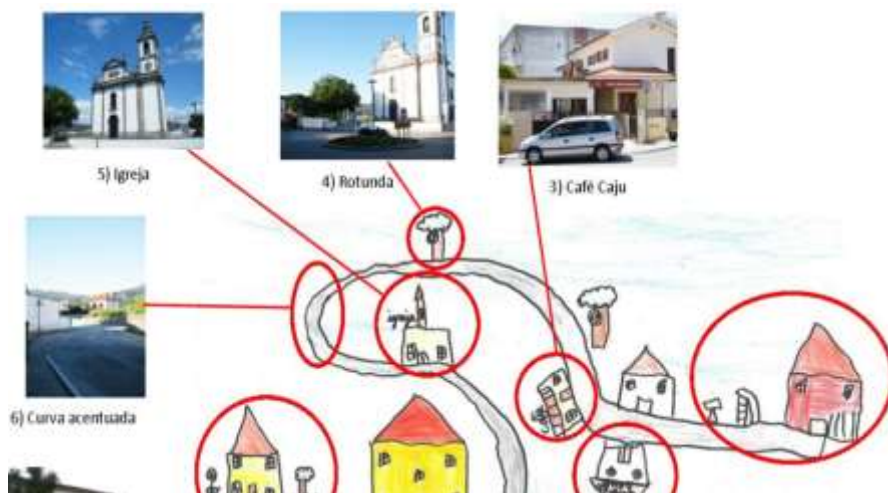 5) Igreja
4) Rotunda
3) Café Caju
igreja
6) Curva acentuada